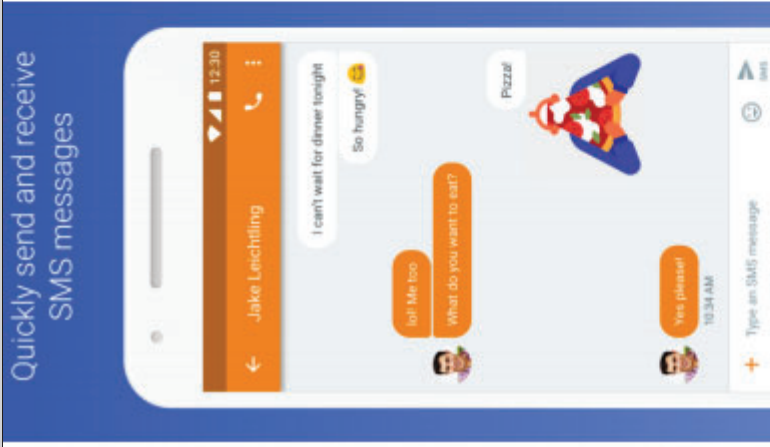 Quickly send and receive
SMS messages
12:30
Jake Leichtling
I can't wait for dinner tonight
So hungry!
lol! Me too
What do you want to eat?
Pizza!
Yes please!
10:34 AM
Type an SMS message
SMS